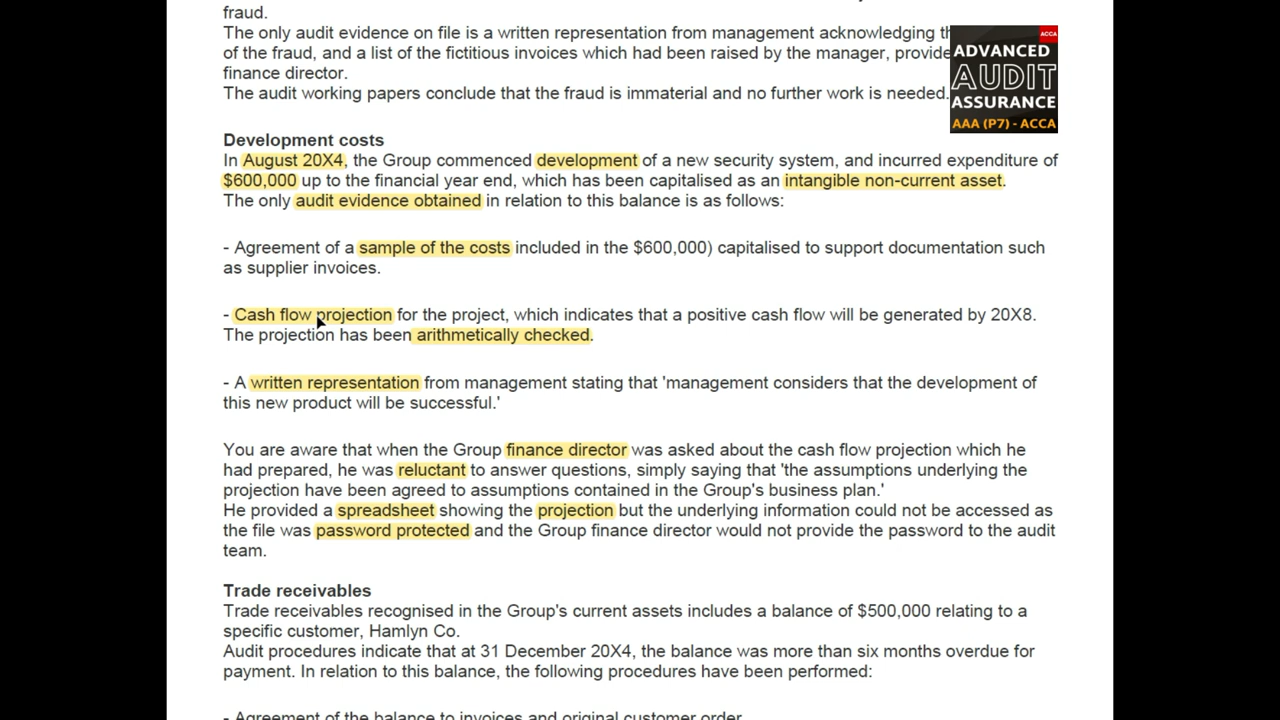 fraud.
The only audit evidence on file is a written representation from management acknowledging
of the fraud, and a list of the fictitious invoices which had been raised by the manager,
finance director.
The audit working papers conclude that the fraud is immaterial and no further work is needed.
ACCA
ADVANCED
AUDIT
ASSURANCE
AAA (P7) - ACCA
Development costs
In August 20X4, the Group commenced development of a new security system, and incurred expenditure of
$600,000 up to the financial year end, which has been capitalised as an intangible non-current asset.
The only audit evidence obtained in relation to this balance is as follows:
- Agreement of a sample of the costs included in the $600,000) capitalised to support documentation such
as supplier invoices.
- Cash flow projection for the project, which indicates that a positive cash flow will be generated by 20X8.
The projection has been arithmetically checked.
- A written representation from management stating that 'management considers that the development of
this new product will be successful.'
You are aware that when the Group finance director was asked about the cash flow projection which he
had prepared, he was reluctant to answer questions, simply saying that 'the assumptions underlying the
projection have been agreed to assumptions contained in the Group's business plan.'
He provided a spreadsheet showing the projection but the underlying information could not be accessed as
the file was password protected and the Group finance director would not provide the password to the audit
team.
Trade receivables
Trade receivables recognised in the Group's current assets includes a balance of $500,000 relating to a
specific customer, Hamlyn Co.
Audit procedures indicate that at 31 December 20X4, the balance was more than six months overdue for
payment. In relation to this balance, the following procedures have been performed:
- Agreement of the balance to invoices and original customer order.